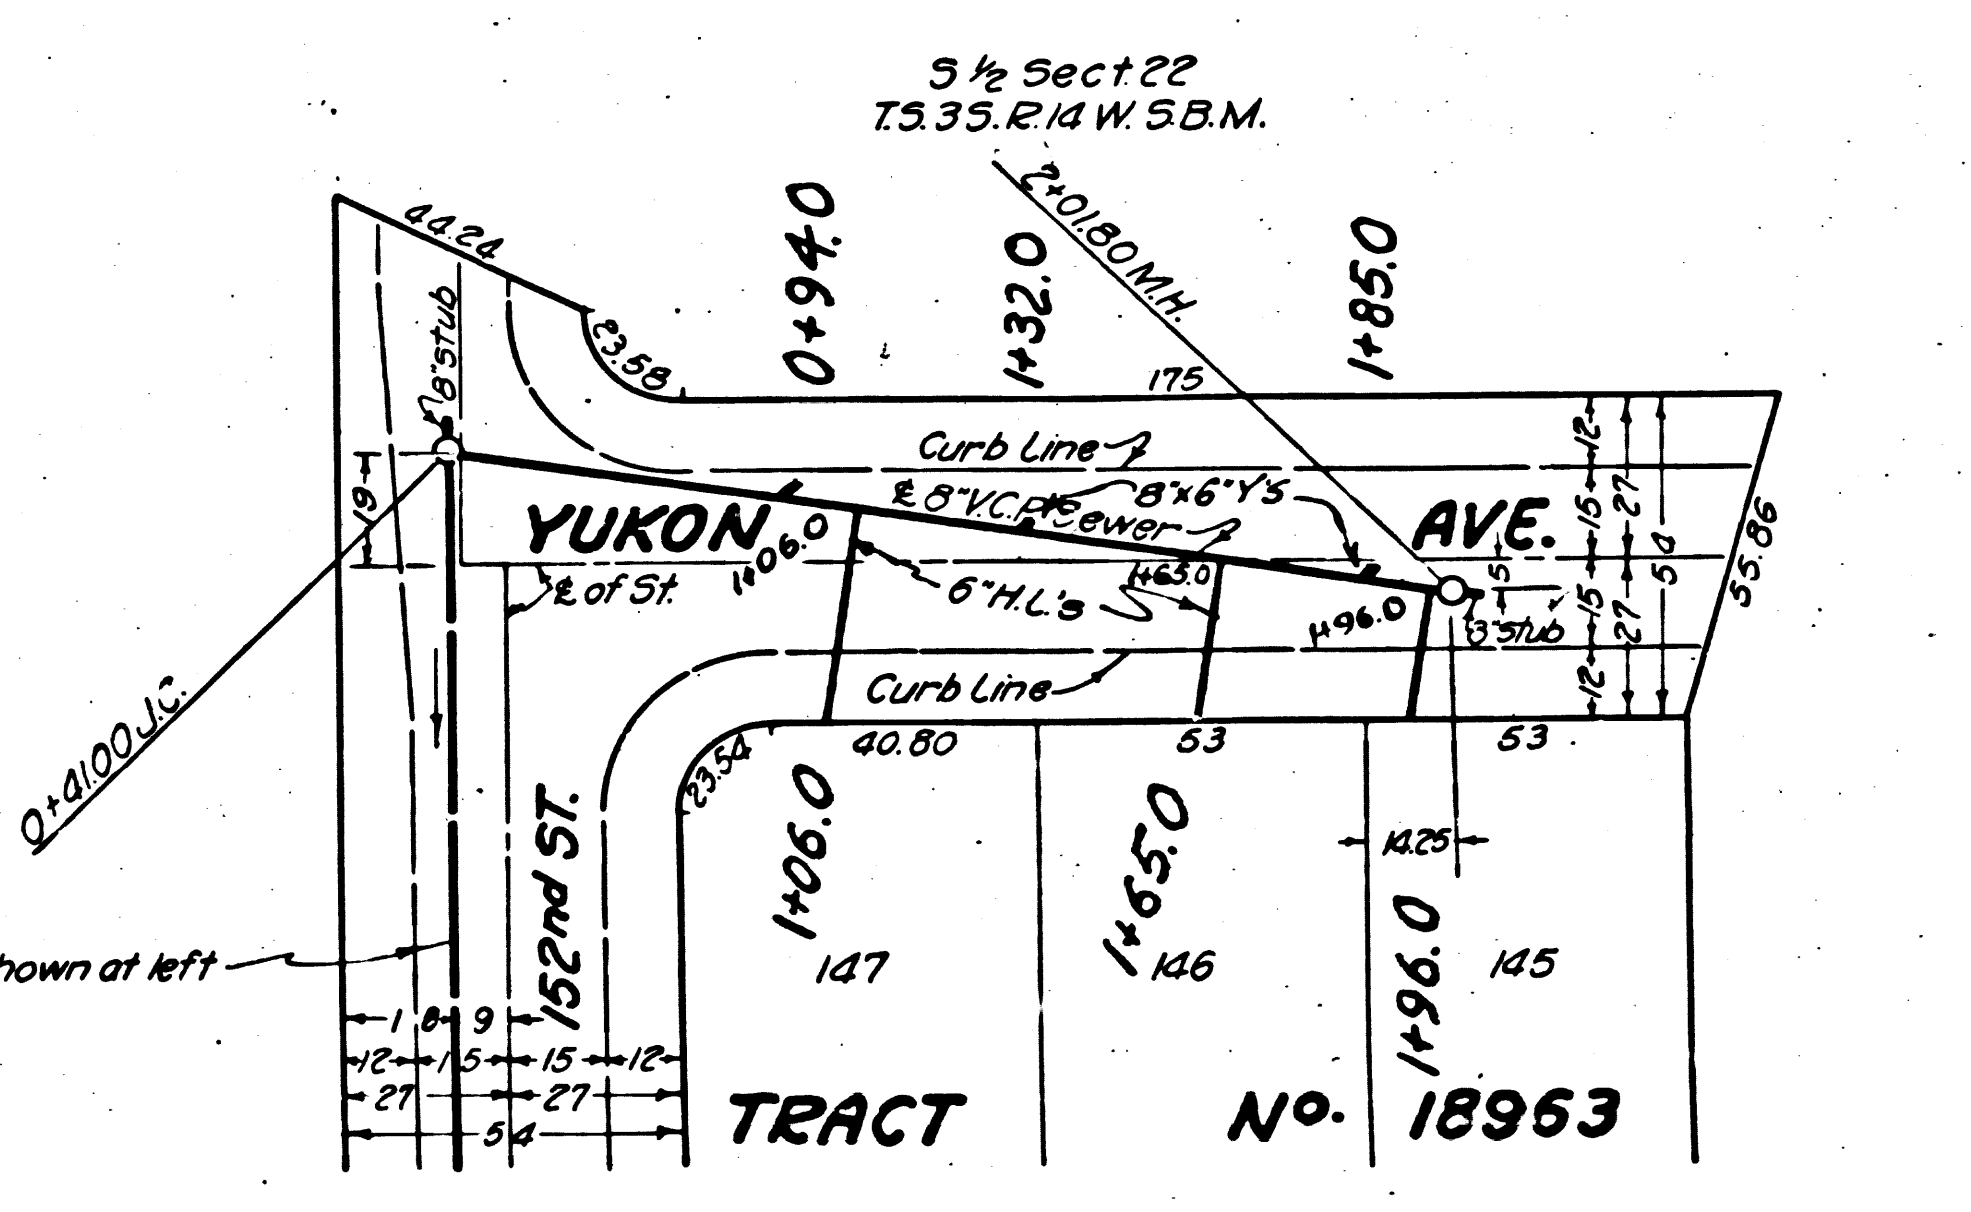 S 1/2 Sect. 22
T.S. 3 S. R. 14 W. S.B.M.
2+01.80 M.H.
44.24
0+94.0
1+32.0
1+85.0
8" stub
23.58
175
Curb Line
12
27
54
15
℄ 8" V.C.P. Sewer
8"x6" Y's
19
YUKON AVE.
1+06.0
55.86
℄ of St.
6" H.L.'s
1+65.0
5
1+96.0
8" stub
15
27
12
Curb Line
0+41.00 J.C.
23.54
40.80
53
53
152nd ST.
1+06.0
1+65.0
14.25
1+96.0
hown at left
147
146
145
18 9
12 15 15 12
27 27
54
TRACT No. 18963